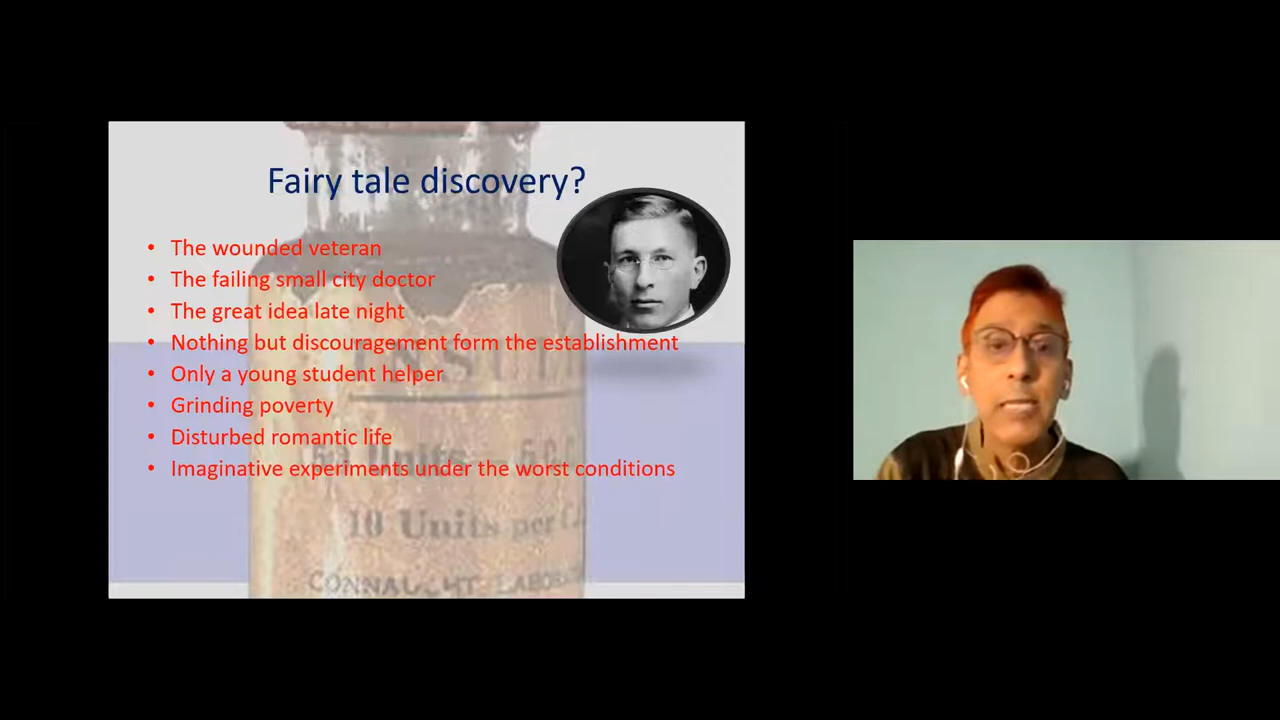 Fairy tale discovery?
• The wounded veteran
• The failing small city doctor
• The great idea late night
• Nothing but discouragement form the establishment
• Only a young student helper
• Grinding poverty
• Disturbed romantic life
• Imaginative experiments under the worst conditions
Units
10 Units per
CONNAUGHT